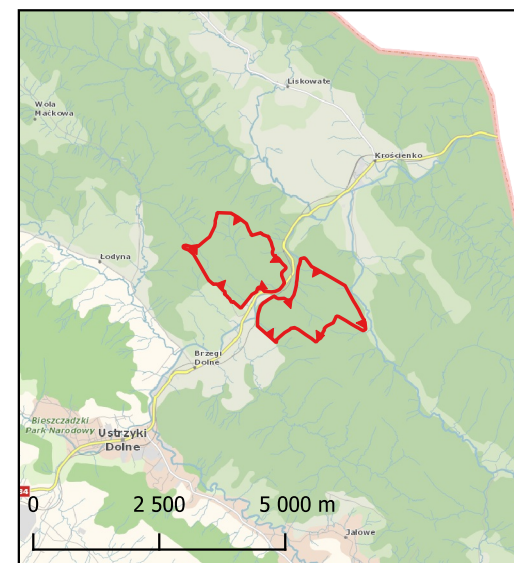 Liskowate
Wola
Maćkowa
Krościenko
Łodyna
Brzegi
Dolne
Bieszczadzki
Park Narodowy
Ustrzyki
Dolne
84
0 2 500 5 000 m
Jałowe